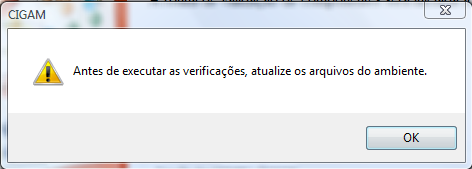 CIGAM
Antes de executar as verificações, atualize os arquivos do ambiente.
OK